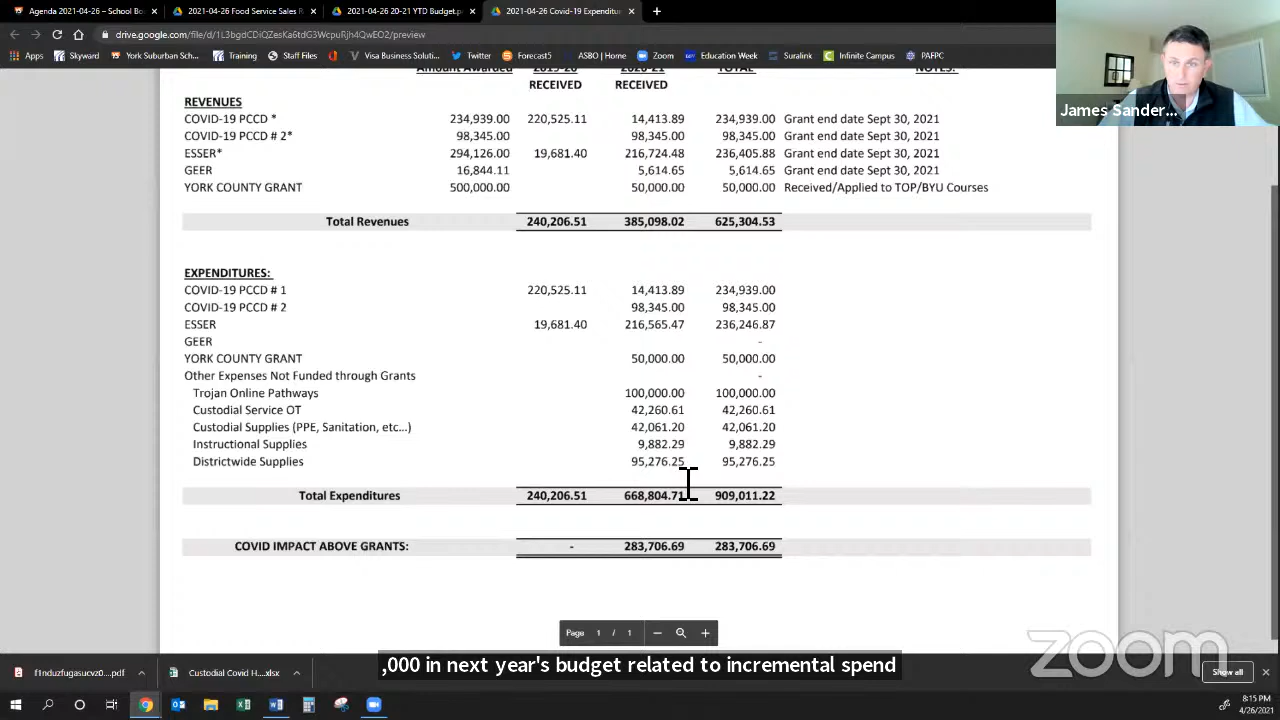 2021-04-26 Agenda – School Bo
2021-04-26 Food Service Sales R
2021-04-26 20-21 YTD Budget.p
2021-04-26 Covid-19 Expenditur
drive.google.com/file/d/1L3bgdCDiQZesKa6tdG3WcpuRjh4QwEO2/preview
Apps Skyward York Suburban Sch... Training Staff Files Visa Business Soluti... Twitter Forecast5 ASBO | Home Zoom Education Week Suralink Infinite Campus PAFPC
James Sander...
Amount Awarded 2019-20 2020-21 TOTAL NOTES:
RECEIVED RECEIVED
REVENUES
COVID-19 PCCD * 234,939.00 220,525.11 14,413.89 234,939.00 Grant end date Sept 30, 2021
COVID-19 PCCD # 2* 98,345.00 98,345.00 98,345.00 Grant end date Sept 30, 2021
ESSER* 294,126.00 19,681.40 216,724.48 236,405.88 Grant end date Sept 30, 2021
GEER 16,844.11 5,614.65 5,614.65 Grant end date Sept 30, 2021
YORK COUNTY GRANT 500,000.00 50,000.00 50,000.00 Received/Applied to TOP/BYU Courses
Total Revenues 240,206.51 385,098.02 625,304.53
EXPENDITURES:
COVID-19 PCCD # 1 220,525.11 14,413.89 234,939.00
COVID-19 PCCD # 2 98,345.00 98,345.00
ESSER 19,681.40 216,565.47 236,246.87
GEER -
YORK COUNTY GRANT 50,000.00 50,000.00
Other Expenses Not Funded through Grants -
Trojan Online Pathways 100,000.00 100,000.00
Custodial Service OT 42,260.61 42,260.61
Custodial Supplies (PPE, Sanitation, etc...) 42,061.20 42,061.20
Instructional Supplies 9,882.29 9,882.29
Districtwide Supplies 95,276.25 95,276.25
Total Expenditures 240,206.51 668,804.71 909,011.22
COVID IMPACT ABOVE GRANTS: - 283,706.69 283,706.69
Page 1 / 1
zoom
,000 in next year's budget related to incremental spend
f1nduzfugasucvz0....pdf
Custodial Covid H....xlsx
Show all
8:15 PM
4/26/2021